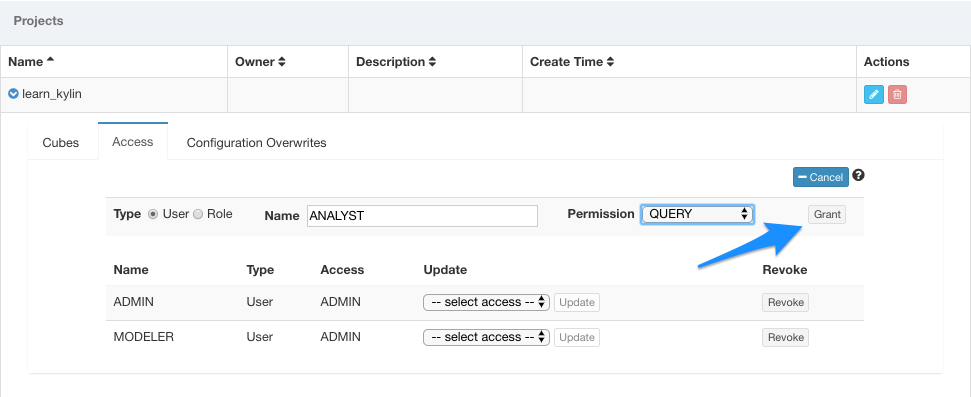 Projects
Name Owner Description Create Time Actions
learn_kylin
Cubes Access Configuration Overwrites
Cancel
Type User Role Name ANALYST Permission QUERY Grant
Name Type Access Update Revoke
ADMIN User ADMIN -- select access -- Update Revoke
MODELER User ADMIN -- select access -- Update Revoke